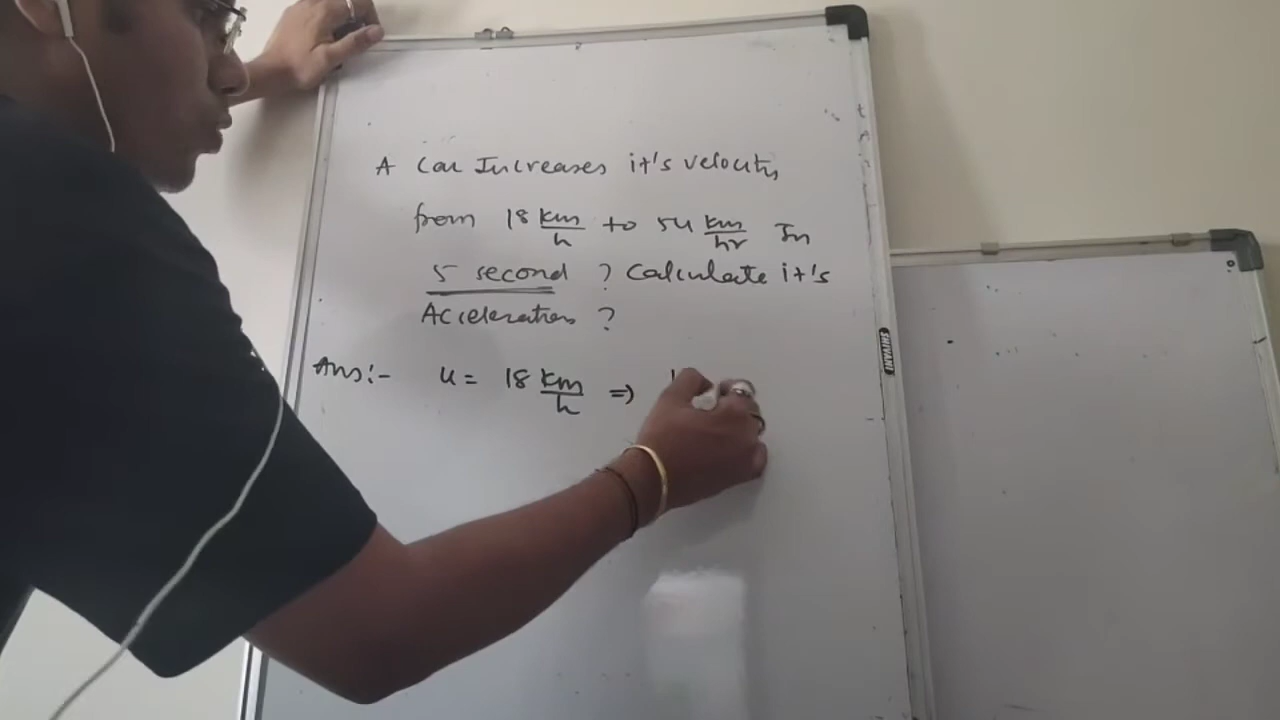 A Car Increases it's velocity
from 18 km/h to 54 km/hr In
5 second ? Calculate it's
Acceleration ?
Ans:- u = 18 km/h ⇒
SHIVANI